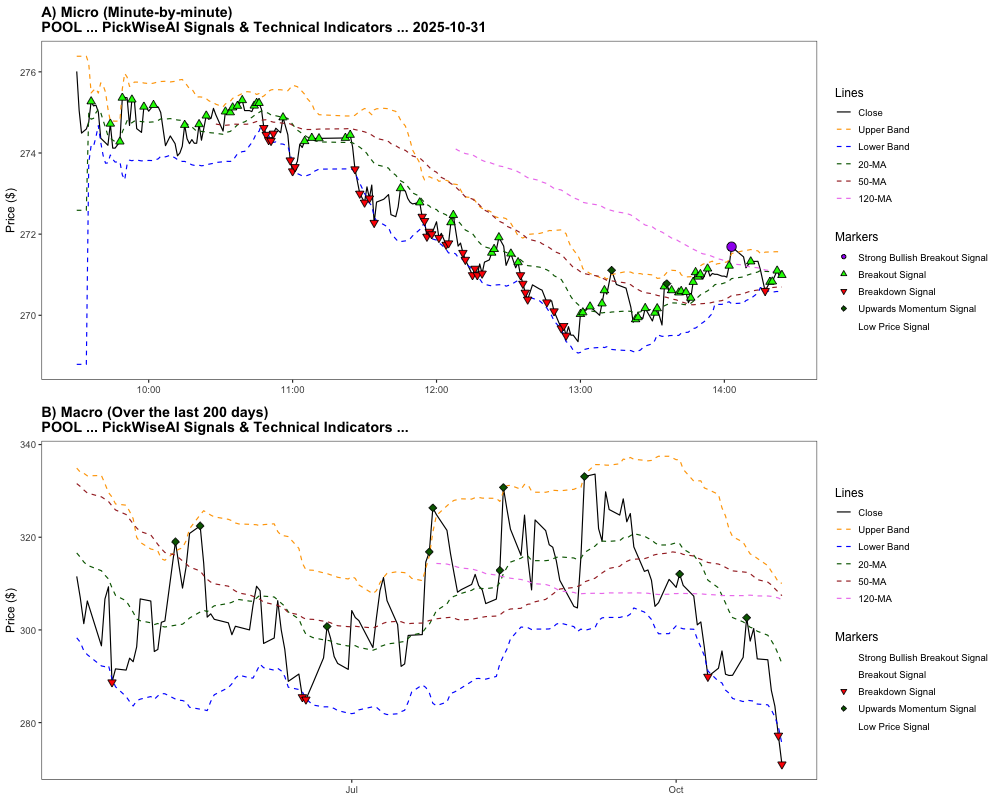 A) Micro (Minute-by-minute)
POOL ... PickWiseAI Signals & Technical Indicators ... 2025-10-31
Price ($)
276
274
272
270
10:00
11:00
12:00
13:00
14:00
Lines
Close
Upper Band
Lower Band
20-MA
50-MA
120-MA
Markers
Strong Bullish Breakout Signal
Breakout Signal
Breakdown Signal
Upwards Momentum Signal
Low Price Signal
B) Macro (Over the last 200 days)
POOL ... PickWiseAI Signals & Technical Indicators ...
Price ($)
340
320
300
280
Jul
Oct
Lines
Close
Upper Band
Lower Band
20-MA
50-MA
120-MA
Markers
Strong Bullish Breakout Signal
Breakout Signal
Breakdown Signal
Upwards Momentum Signal
Low Price Signal